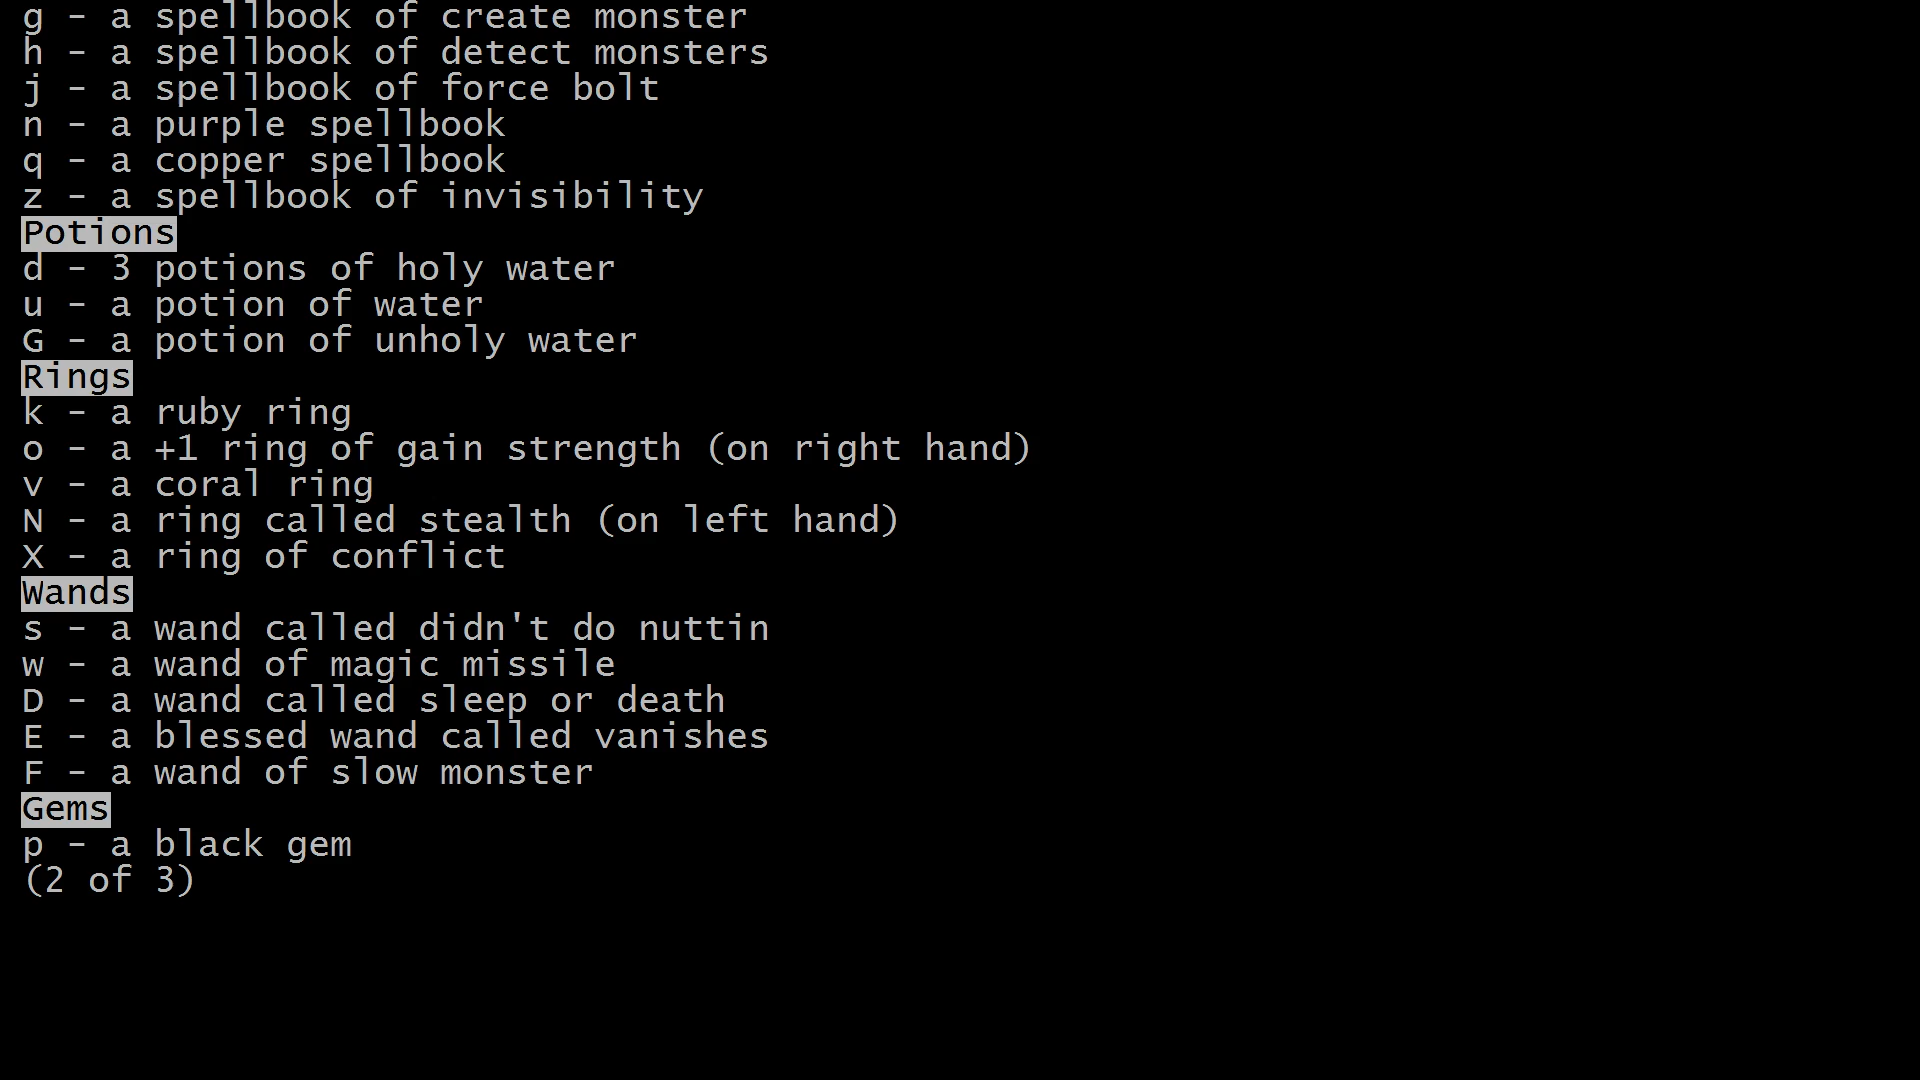 g - a spellbook of create monster
h - a spellbook of detect monsters
j - a spellbook of force bolt
n - a purple spellbook
q - a copper spellbook
z - a spellbook of invisibility
Potions
d - 3 potions of holy water
u - a potion of water
G - a potion of unholy water
Rings
k - a ruby ring
o - a +1 ring of gain strength (on right hand)
v - a coral ring
N - a ring called stealth (on left hand)
X - a ring of conflict
Wands
s - a wand called didn't do nuttin
w - a wand of magic missile
D - a wand called sleep or death
E - a blessed wand called vanishes
F - a wand of slow monster
Gems
p - a black gem
(2 of 3)